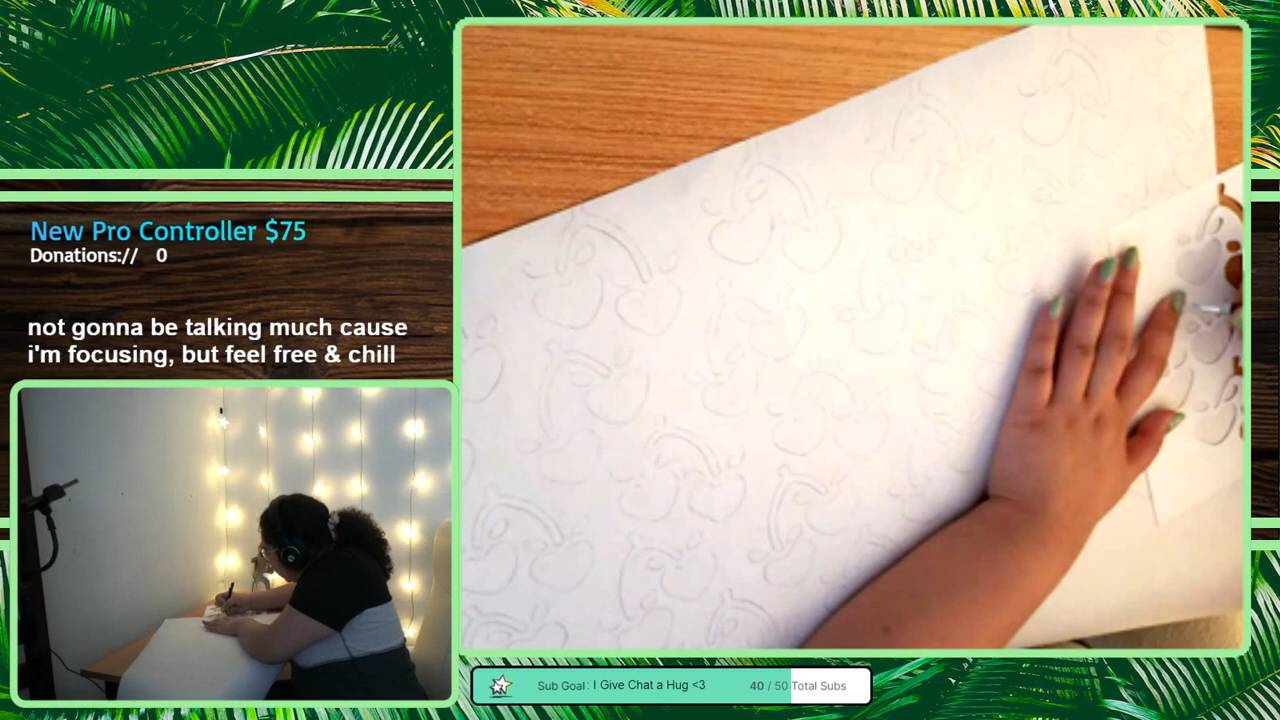 New Pro Controller $75
Donations:// 0
not gonna be talking much cause
i'm focusing, but feel free & chill
Sub Goal: I Give Chat a Hug <3 40 / 50 Total Subs